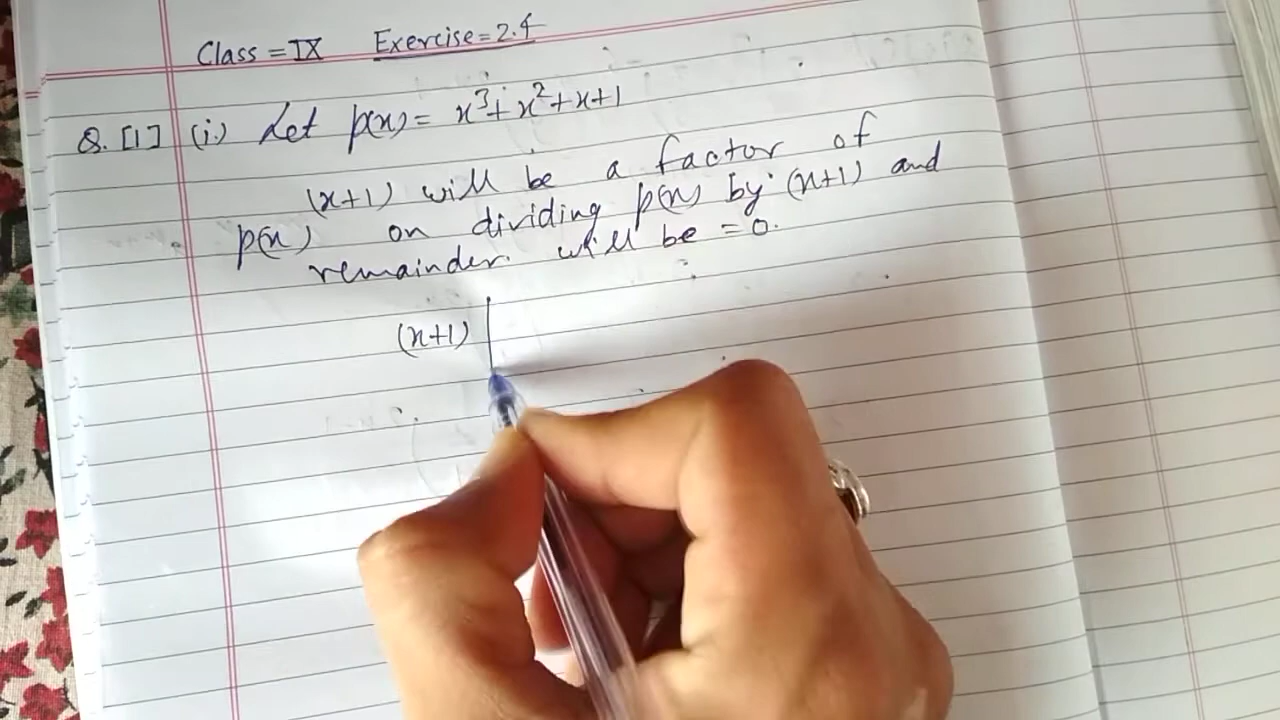 Class = IX Exercise = 2.4
Q. [1] (i.) Let p(x) = x³ + x² + x + 1
(x+1) will be a factor of
p(x) on dividing p(x) by (x+1) and
remainder will be = 0.
(x+1)